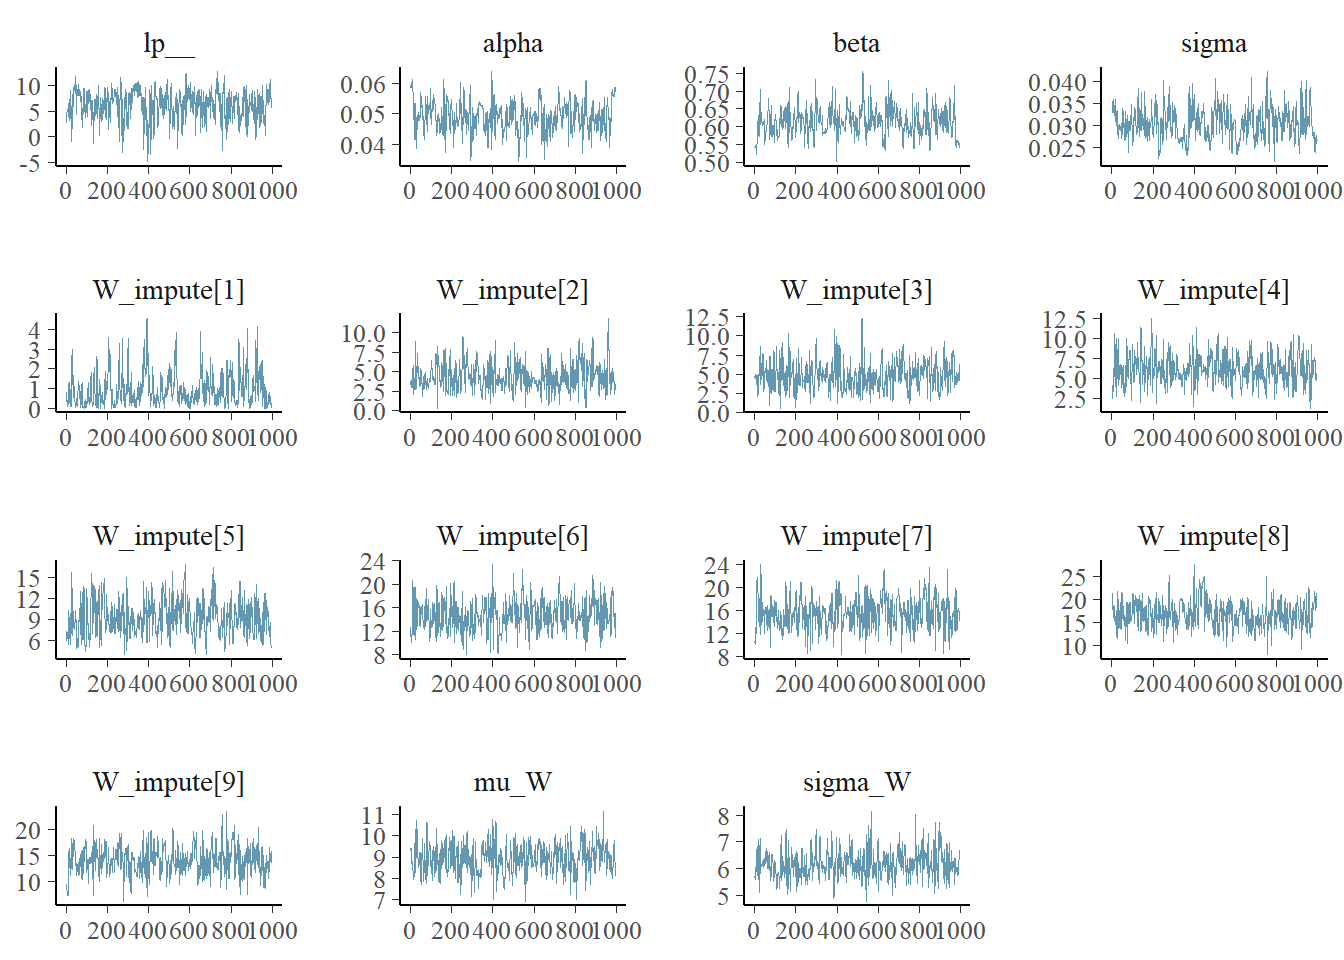 lp__ alpha beta sigma
10 5 0 -5
0.06 0.05 0.04
0.75 0.70 0.65 0.60 0.55 0.50
0.040 0.035 0.030 0.025
0 200 400 600 800 1000 0 200 400 600 800 1000 0 200 400 600 800 1000 0 200 400 600 800 1000
W_impute[1] W_impute[2] W_impute[3] W_impute[4]
4 3 2 1 0
10.0 7.5 5.0 2.5 0.0
12.5 10.0 7.5 5.0 2.5 0.0
12.5 10.0 7.5 5.0 2.5
0 200 400 600 800 1000 0 200 400 600 800 1000 0 200 400 600 800 1000 0 200 400 600 800 1000
W_impute[5] W_impute[6] W_impute[7] W_impute[8]
15 12 9 6
24 20 16 12 8
24 20 16 12 8
25 20 15 10
0 200 400 600 800 1000 0 200 400 600 800 1000 0 200 400 600 800 1000 0 200 400 600 800 1000
W_impute[9] mu_W sigma_W
20 15 10
11 10 9 8 7
8 7 6 5
0 200 400 600 800 1000 0 200 400 600 800 1000 0 200 400 600 800 1000